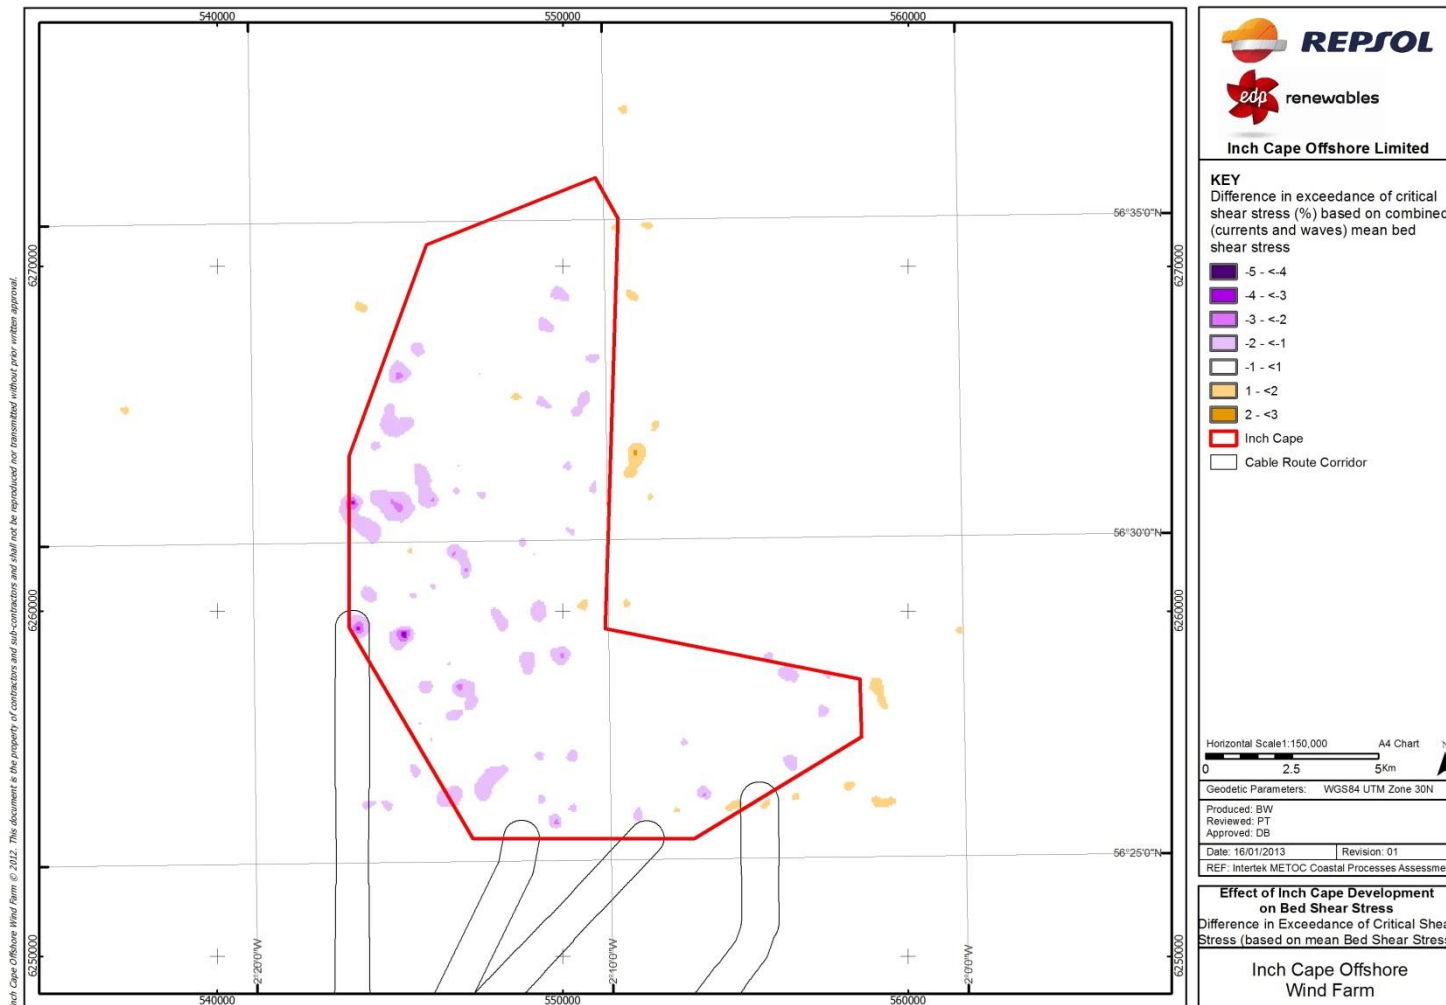 540000
550000
560000
6270000
6260000
6250000
6270000
6260000
6250000
56°35'0"N
56°30'0"N
56°25'0"N
2°20'0"W
2°10'0"W
2°0'0"W
540000
550000
560000
nch Cape Offshore Wind Farm © 2012. This document is the property of contractors and sub-contractors and shall not be reproduced nor transmitted without prior written approval.
REPSOL
edp renewables
Inch Cape Offshore Limited
KEY
Difference in exceedance of critical
shear stress (%) based on combined
(currents and waves) mean bed
shear stress
-5 - <-4
-4 - <-3
-3 - <-2
-2 - <-1
-1 - <1
1 - <2
2 - <3
Inch Cape
Cable Route Corridor
Horizontal Scale1:150,000 A4 Chart
0 2.5 5Km
Geodetic Parameters: WGS84 UTM Zone 30N
Produced: BW
Reviewed: PT
Approved: DB
Date: 16/01/2013 Revision: 01
REF: Intertek METOC Coastal Processes Assessme
Effect of Inch Cape Development
on Bed Shear Stress
Difference in Exceedance of Critical Shea
Stress (based on mean Bed Shear Stress
Inch Cape Offshore
Wind Farm